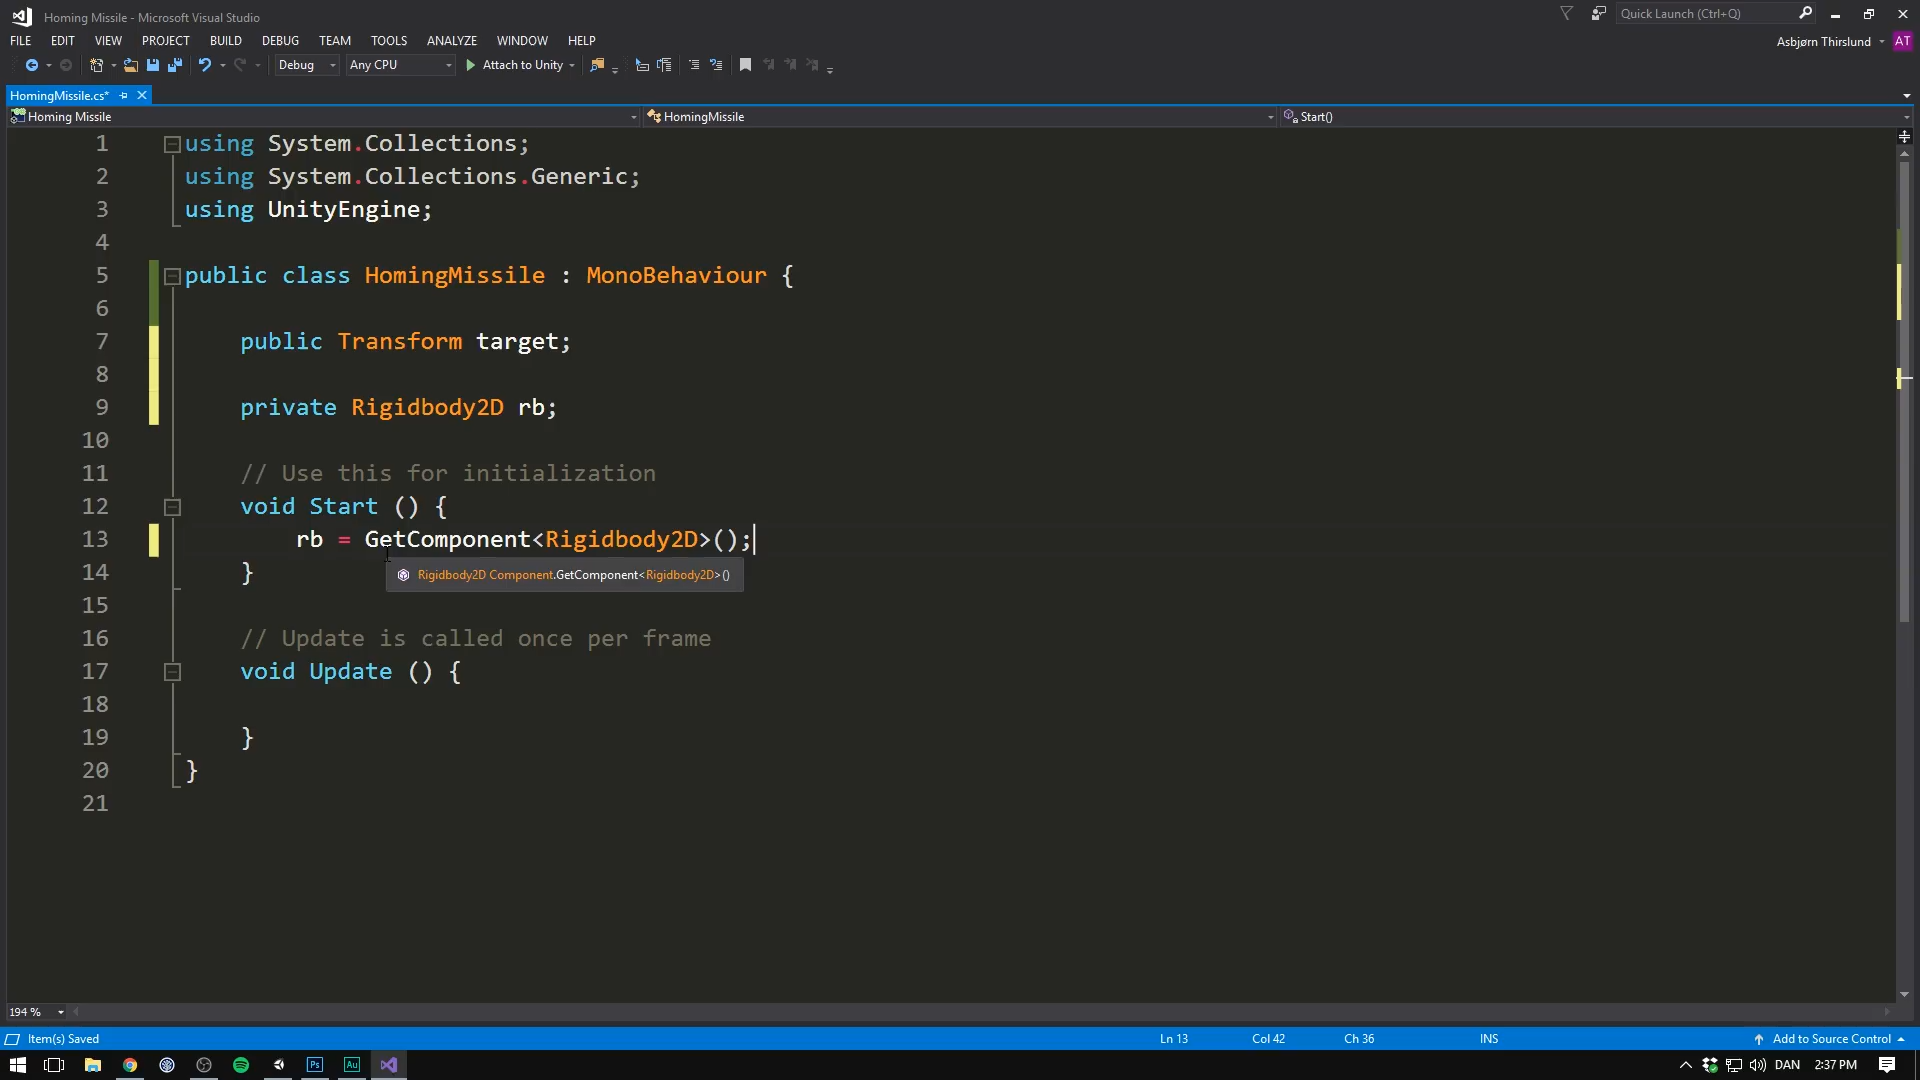 Homing Missile - Microsoft Visual Studio
Quick Launch (Ctrl+Q)
FILE EDIT VIEW PROJECT BUILD DEBUG TEAM TOOLS ANALYZE WINDOW HELP
Asbjørn Thirslund AT
Debug Any CPU Attach to Unity
HomingMissile.cs*
Homing Missile HomingMissile Start()
1 using System.Collections;
2 using System.Collections.Generic;
3 using UnityEngine;
4
5 public class HomingMissile : MonoBehaviour {
6
7 public Transform target;
8
9 private Rigidbody2D rb;
10
11 // Use this for initialization
12 void Start () {
13 rb = GetComponent<Rigidbody2D>();
14 }
Rigidbody2D Component.GetComponent<Rigidbody2D>()
15
16 // Update is called once per frame
17 void Update () {
18
19 }
20 }
21
194 %
Item(s) Saved Ln 13 Col 42 Ch 36 INS Add to Source Control
Ps Au DAN 2:37 PM